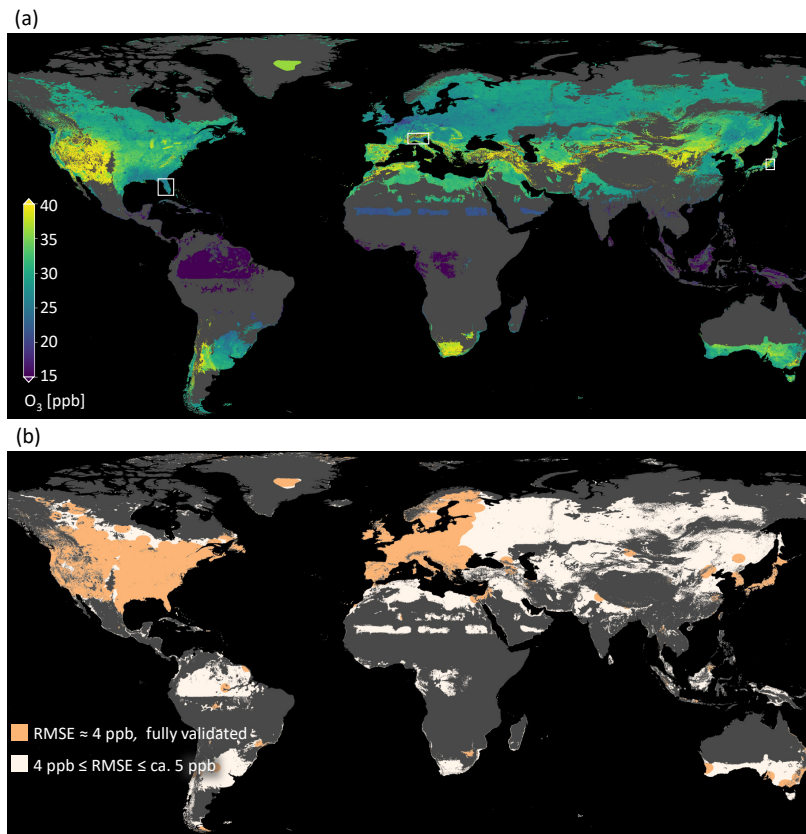 (a)
40
35
30
25
20
15
O₃ [ppb]
(b)
RMSE ≈ 4 ppb, fully validated
4 ppb ≤ RMSE ≤ ca. 5 ppb